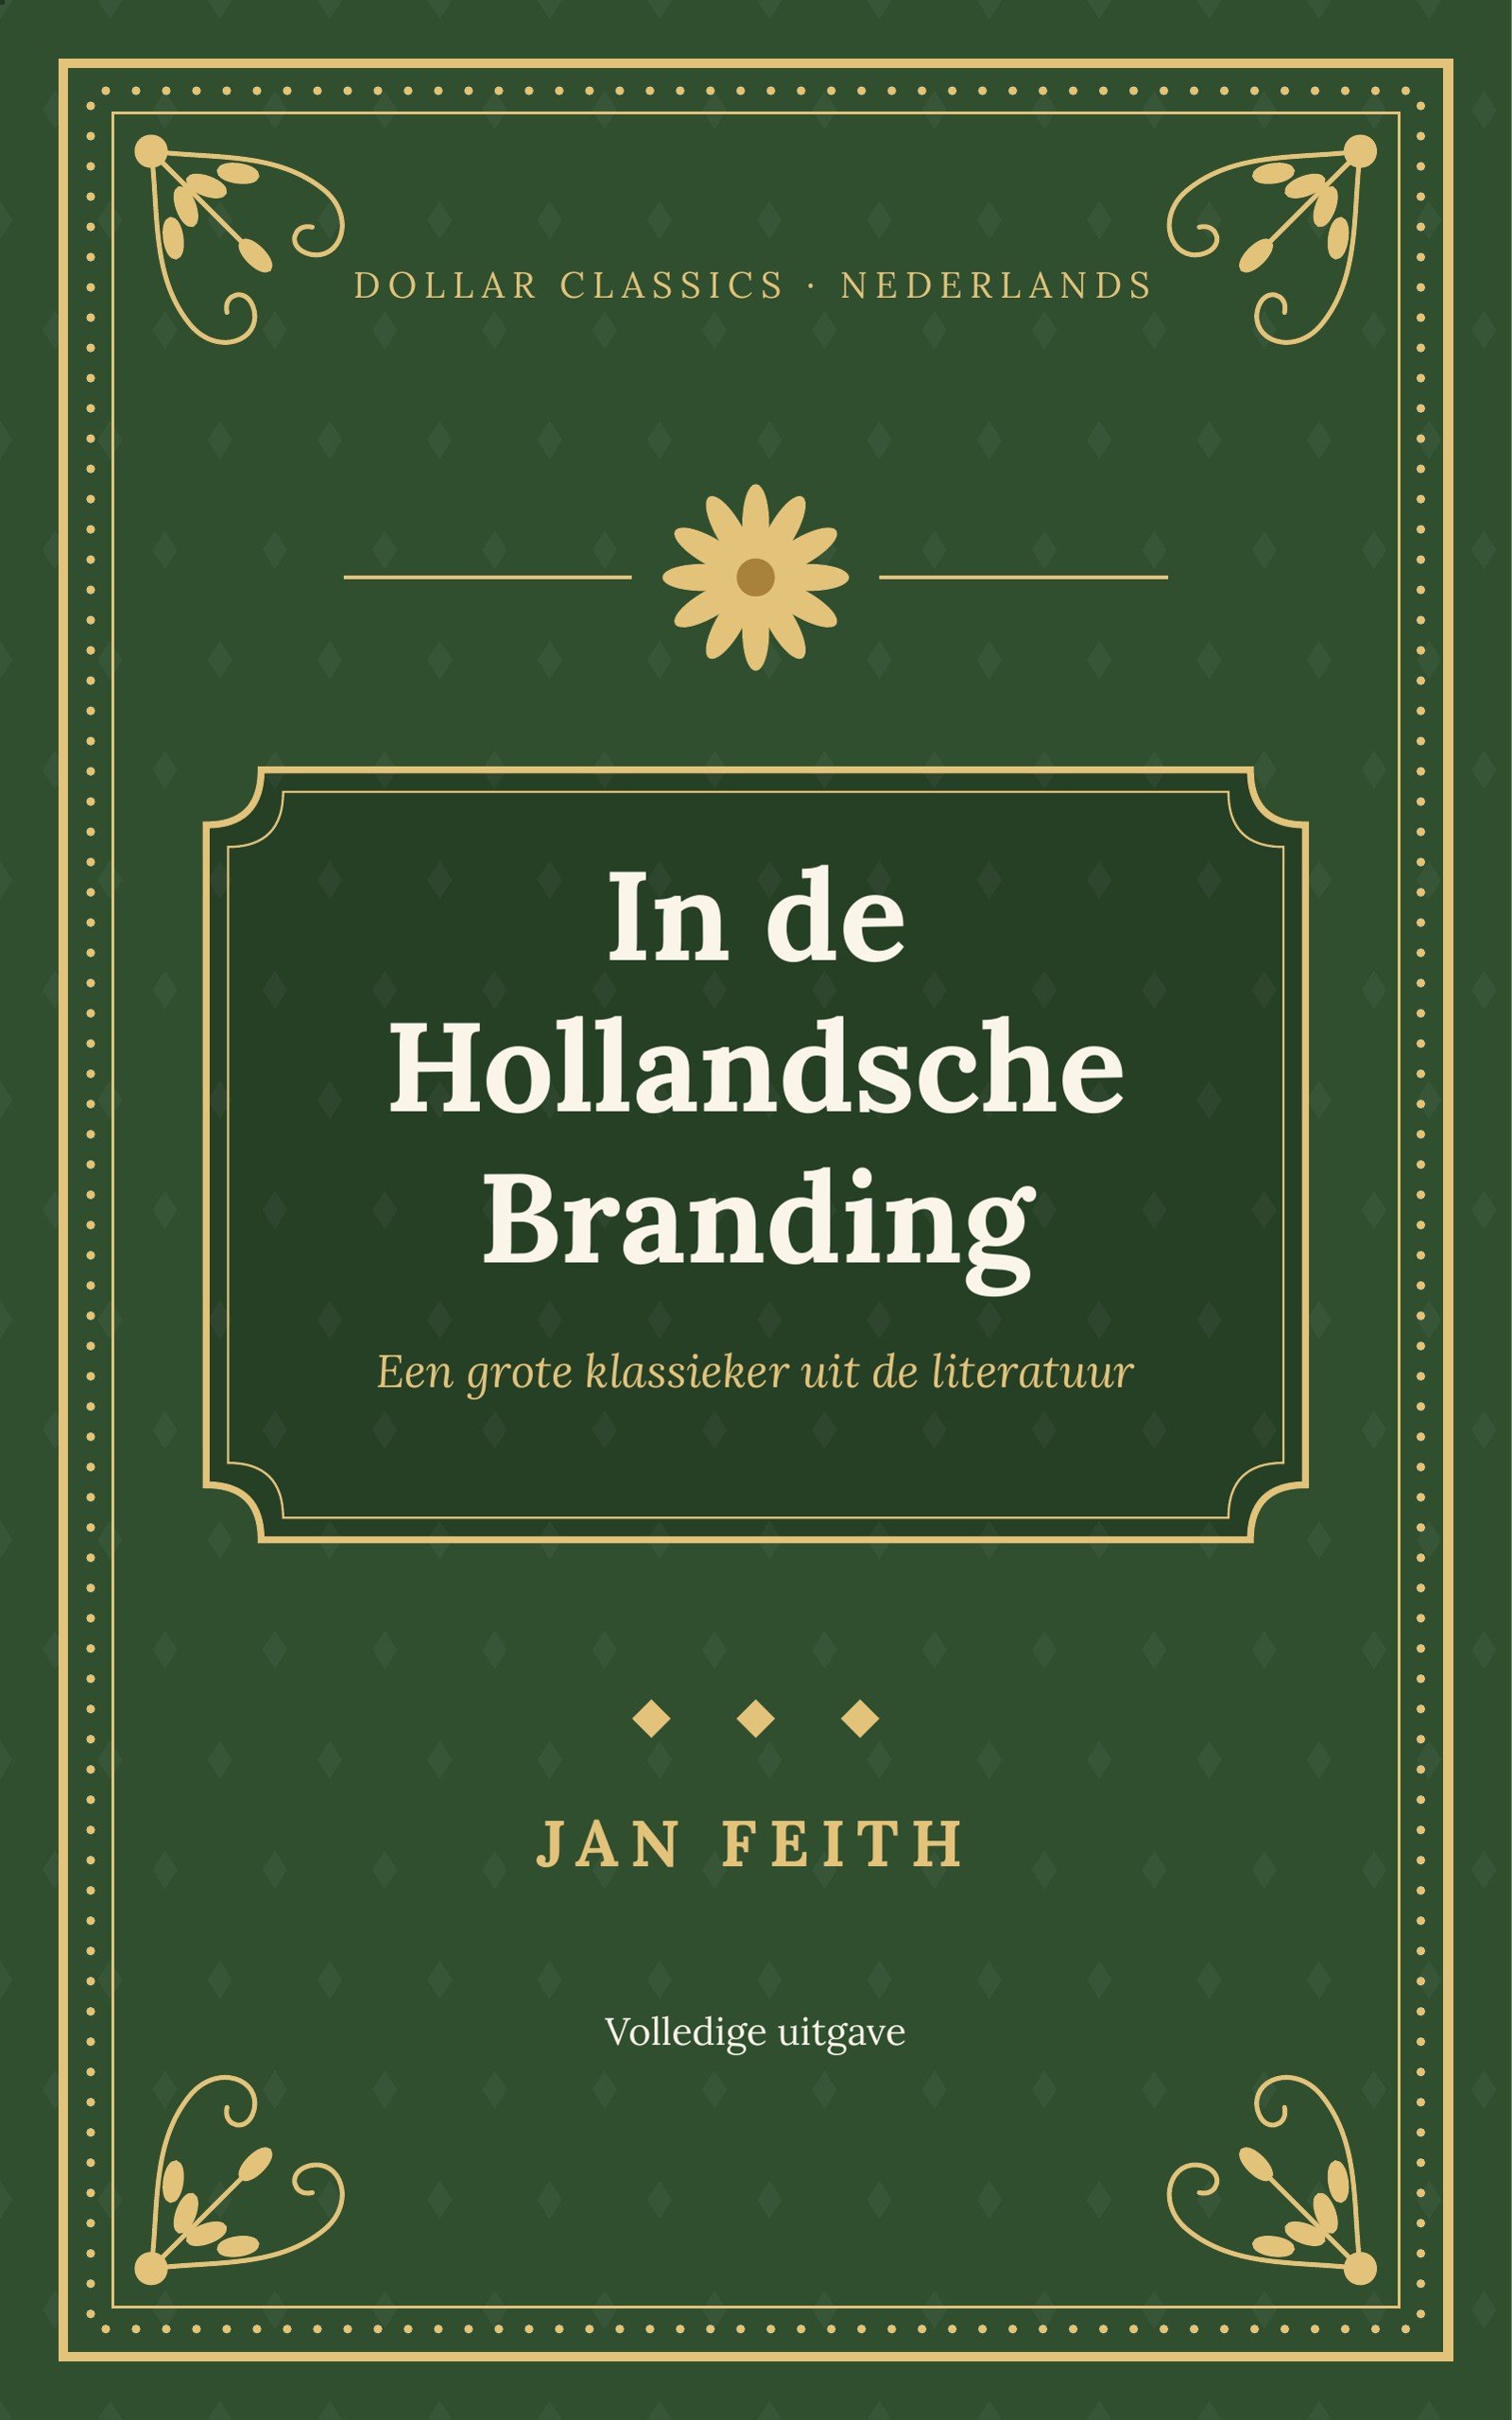 DOLLAR CLASSICS · NEDERLANDS
In de
Hollandsche
Branding
Een grote klassieker uit de literatuur
JAN FEITH
Volledige uitgave